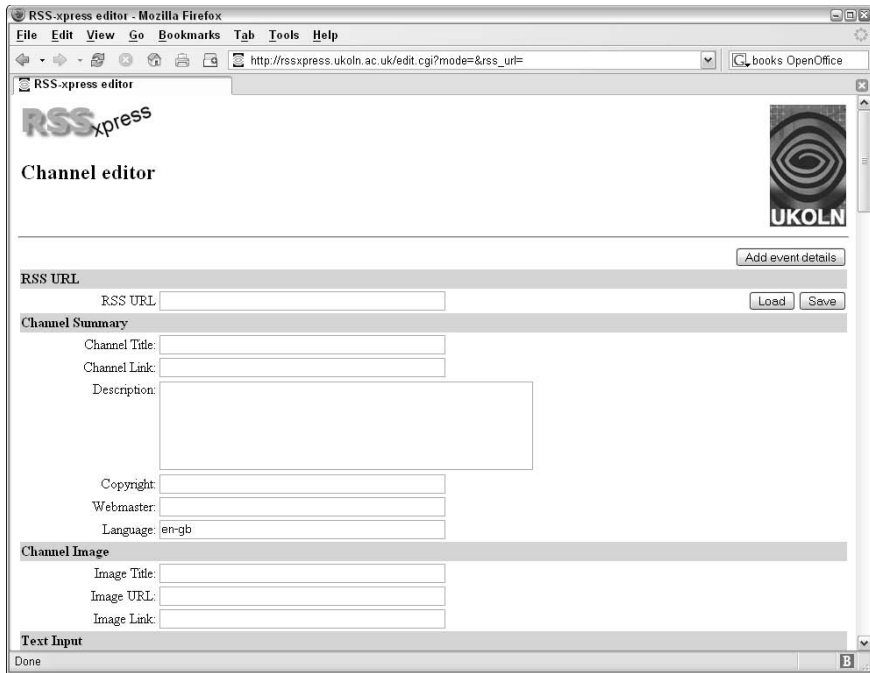 RSS-xpress editor - Mozilla Firefox
File Edit View Go Bookmarks Tab Tools Help
http://rssxpress.ukoln.ac.uk/edit.cgi?mode=&rss_url=
G books OpenOffice
RSS-xpress editor
RSSxpress
Channel editor
UKOLN
Add event details
RSS URL
RSS URL Load Save
Channel Summary
Channel Title:
Channel Link:
Description:
Copyright:
Webmaster:
Language: en-gb
Channel Image
Image Title:
Image URL:
Image Link:
Text Input
Done B